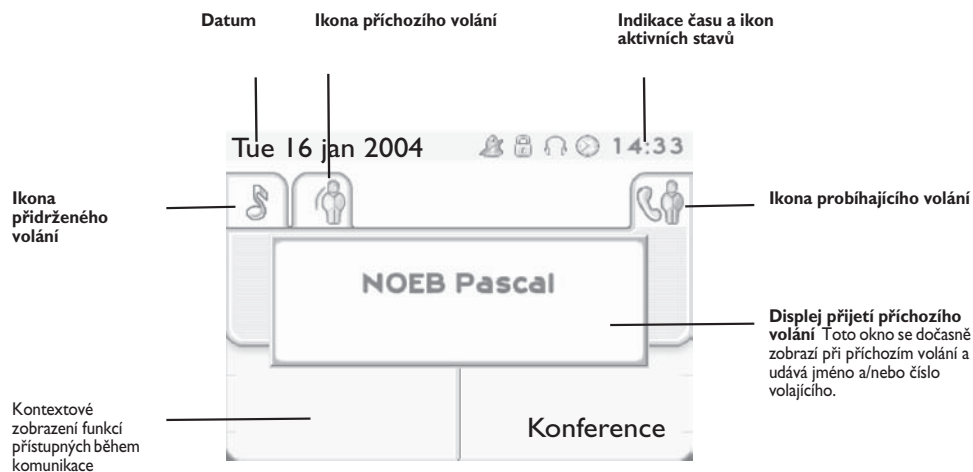 Datum
Ikona příchozího volání
Indikace času a ikon
aktivních stavů
Tue 16 jan 2004
14:33
Ikona
přidrženého
volání
Ikona probíhajícího volání
NOEB Pascal
Displej přijetí příchozího
volání Toto okno se dočasně
zobrazí při příchozím volání a
udává jméno a/nebo číslo
volajícího.
Kontextové
zobrazení funkcí
přístupných během
komunikace
Konference